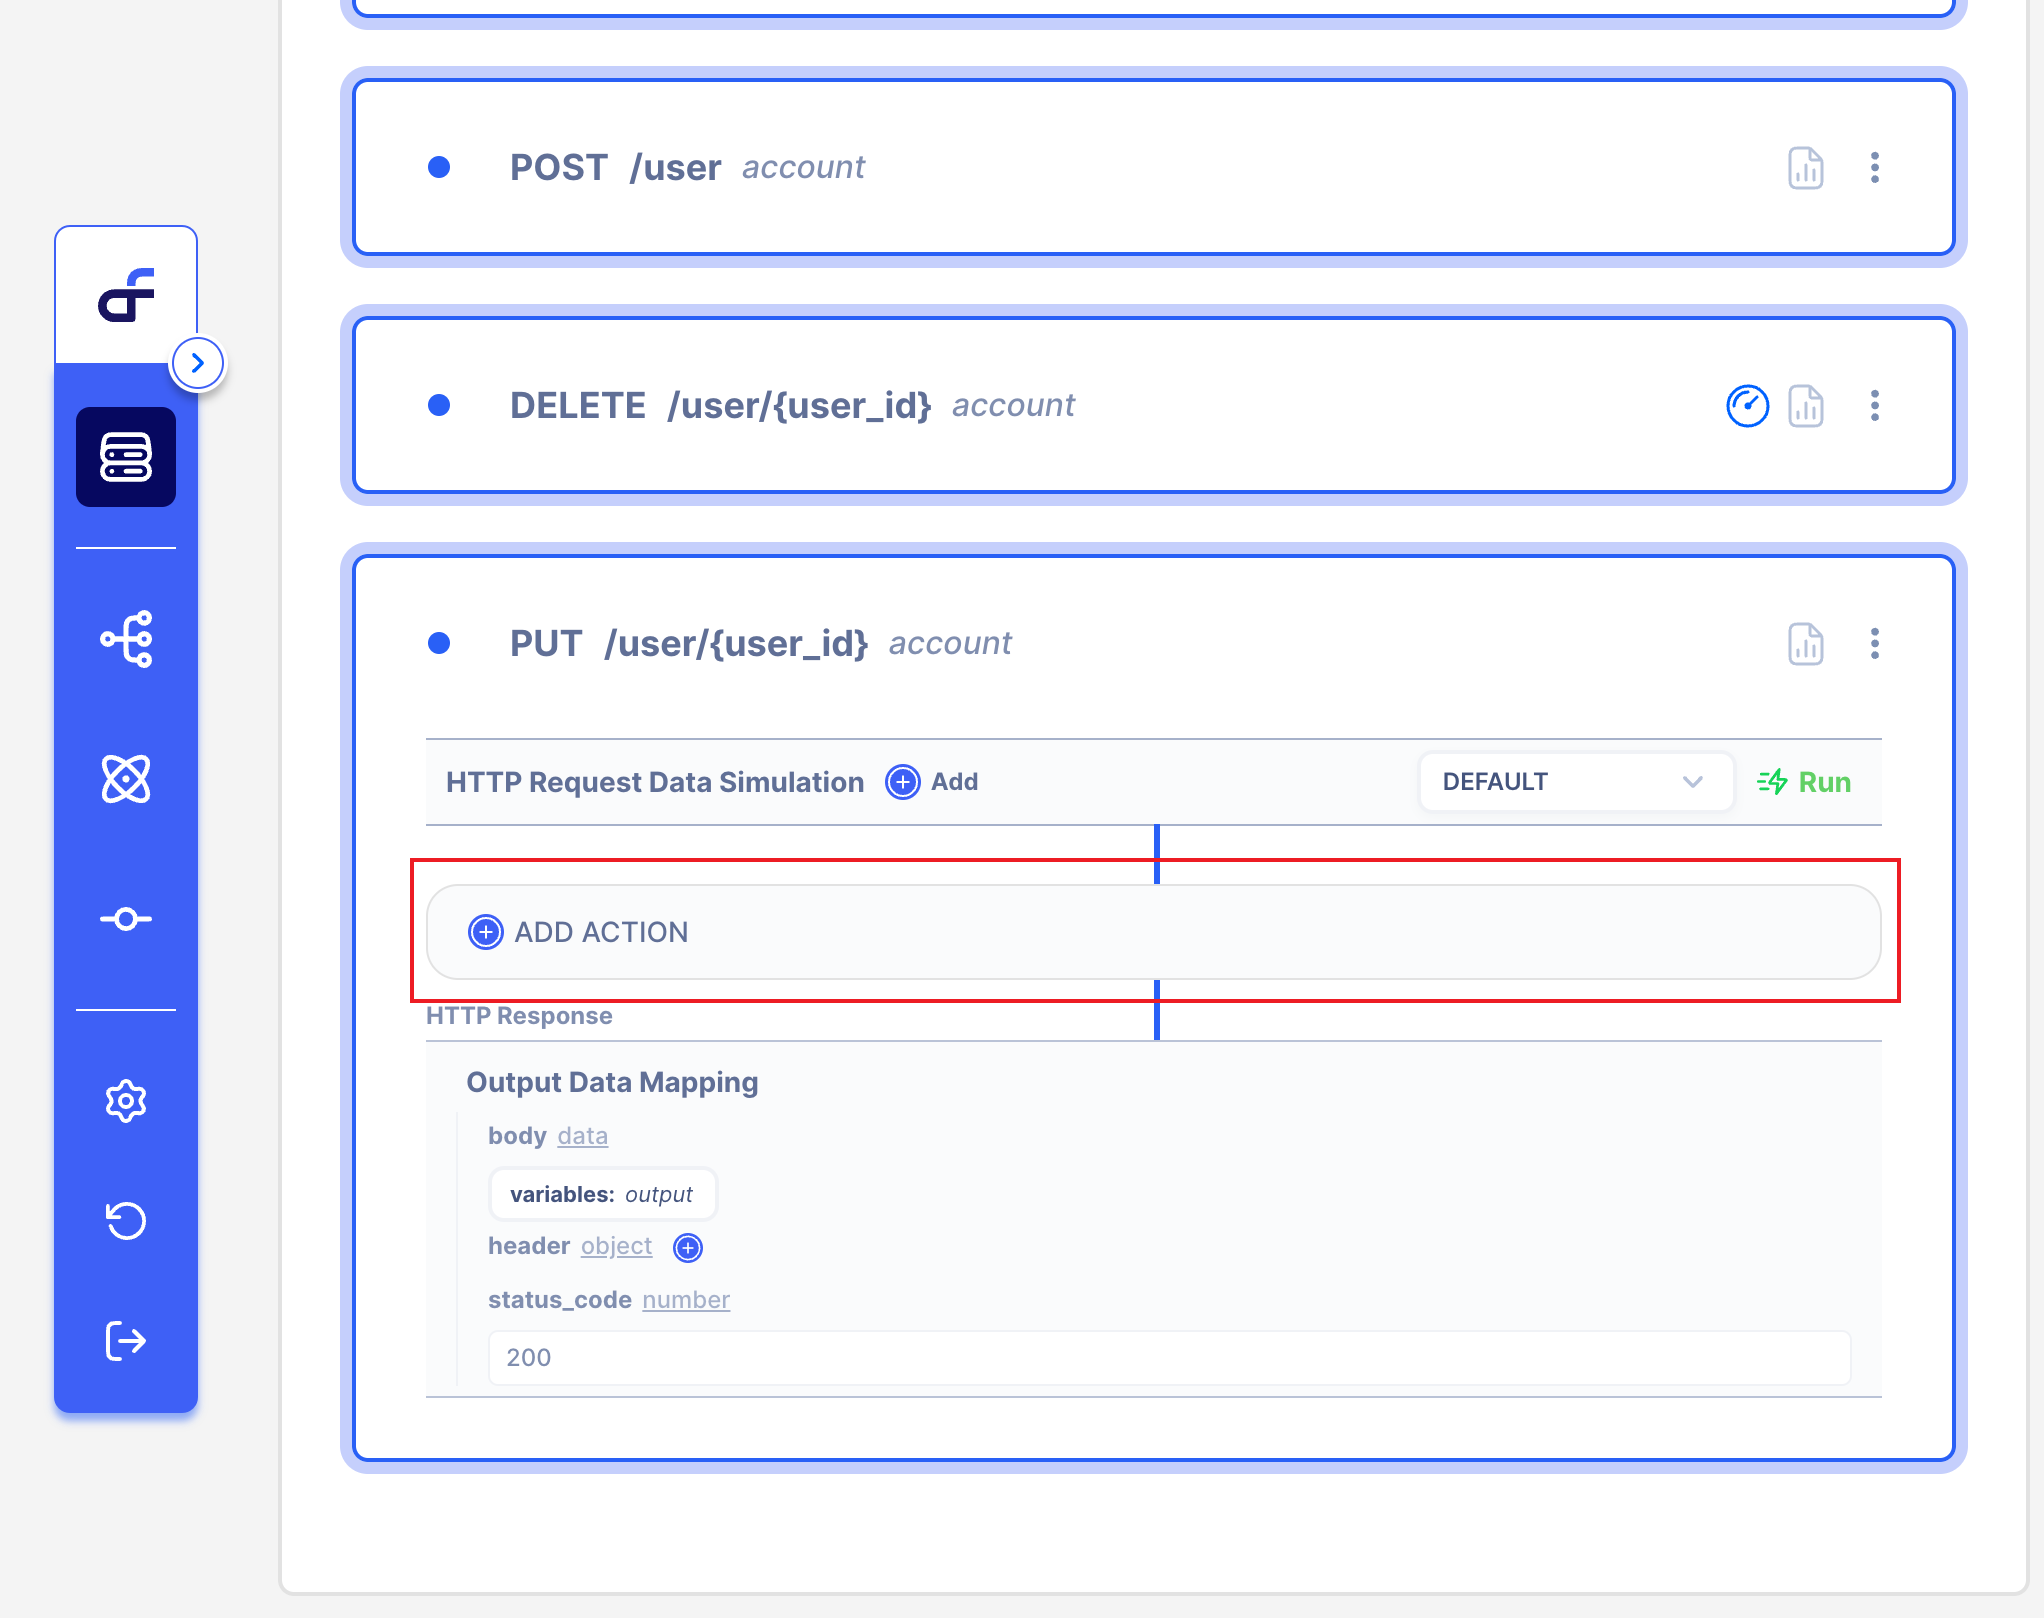 POST /user account
DELETE /user/{user_id} account
PUT /user/{user_id} account
HTTP Request Data Simulation Add DEFAULT Run
ADD ACTION
HTTP Response
Output Data Mapping
body data
variables: output
header object
status_code number
200